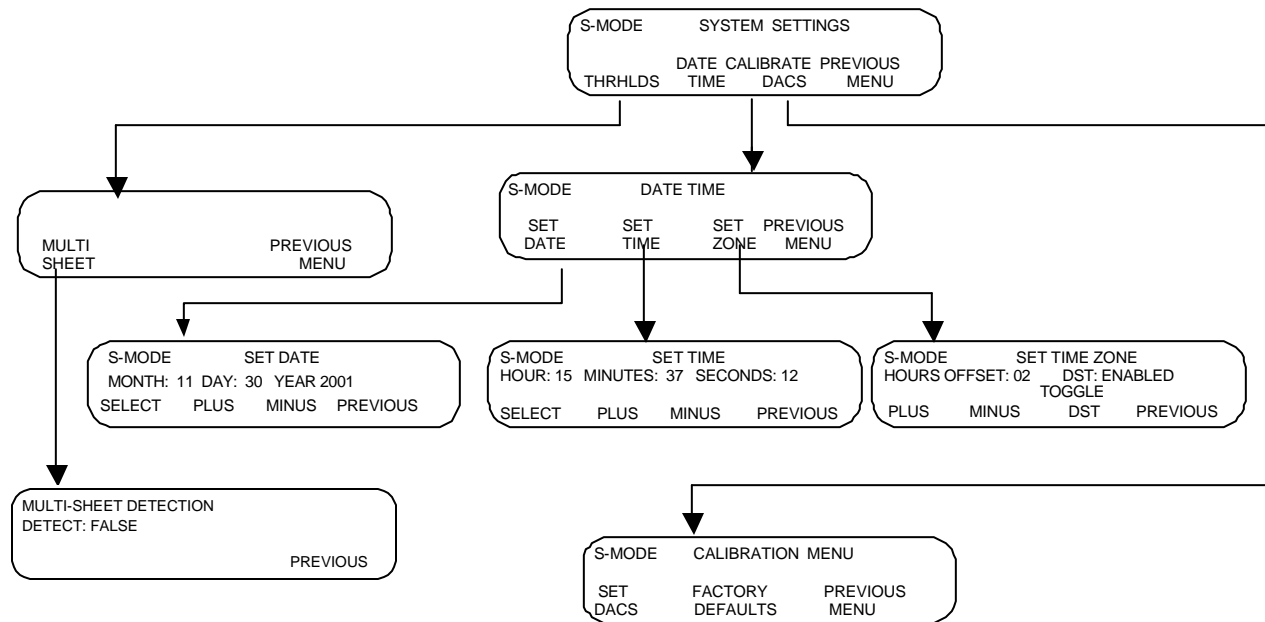 S-MODE SYSTEM SETTINGS
DATE CALIBRATE PREVIOUS
THRHLDS TIME DACS MENU
S-MODE DATE TIME
SET SET SET PREVIOUS
DATE TIME ZONE MENU
MULTI PREVIOUS
SHEET MENU
S-MODE SET DATE
MONTH: 11 DAY: 30 YEAR 2001
SELECT PLUS MINUS PREVIOUS
S-MODE SET TIME
HOUR: 15 MINUTES: 37 SECONDS: 12
SELECT PLUS MINUS PREVIOUS
S-MODE SET TIME ZONE
HOURS OFFSET: 02 DST: ENABLED
TOGGLE
PLUS MINUS DST PREVIOUS
MULTI-SHEET DETECTION
DETECT: FALSE
PREVIOUS
S-MODE CALIBRATION MENU
SET FACTORY PREVIOUS
DACS DEFAULTS MENU